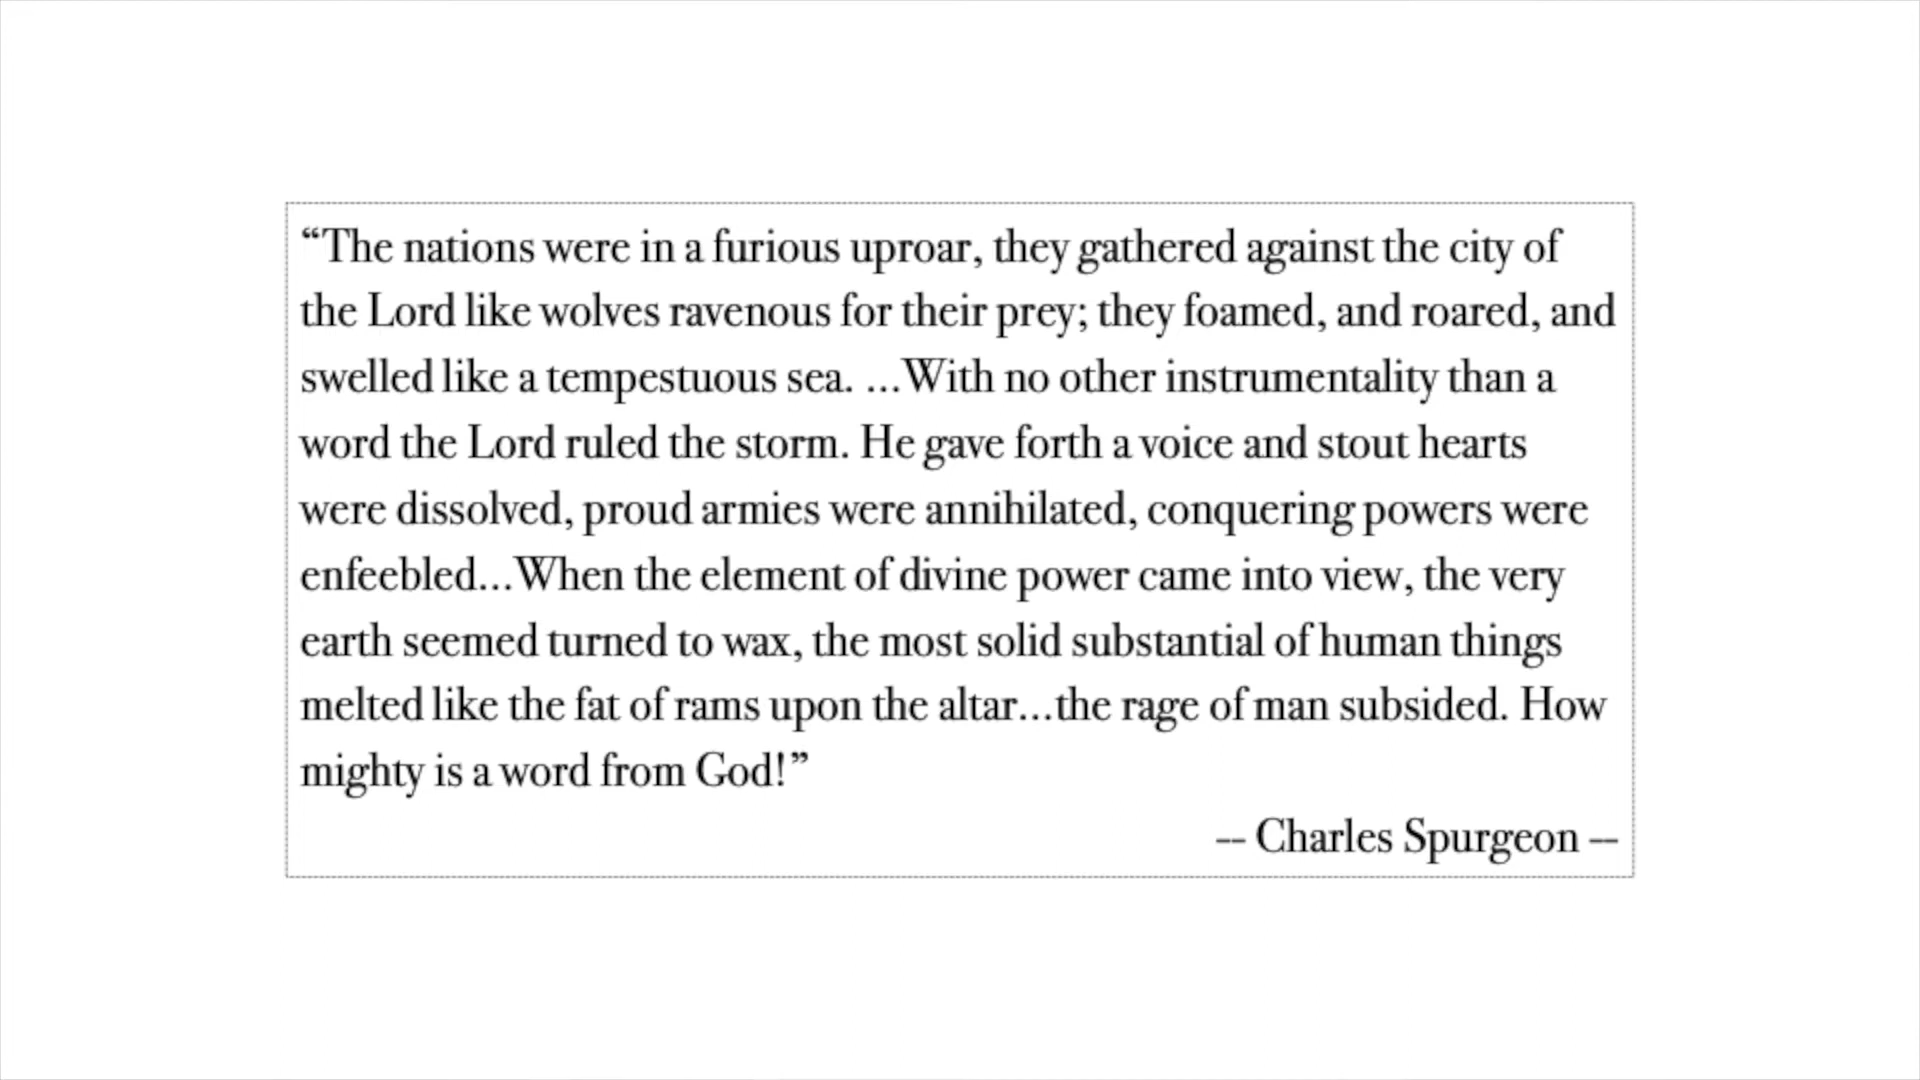 “The nations were in a furious uproar, they gathered against the city of
the Lord like wolves ravenous for their prey; they foamed, and roared, and
swelled like a tempestuous sea. …With no other instrumentality than a
word the Lord ruled the storm. He gave forth a voice and stout hearts
were dissolved, proud armies were annihilated, conquering powers were
enfeebled…When the element of divine power came into view, the very
earth seemed turned to wax, the most solid substantial of human things
melted like the fat of rams upon the altar…the rage of man subsided. How
mighty is a word from God!”
-- Charles Spurgeon --